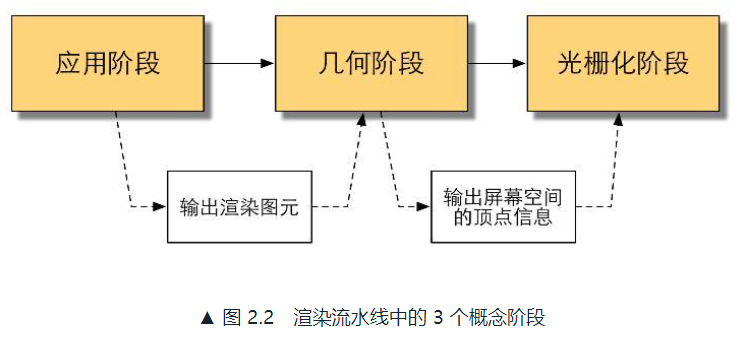 应用阶段
几何阶段
光栅化阶段
输出渲染图元
输出屏幕空间
的顶点信息
▲ 图 2.2　渲染流水线中的 3 个概念阶段